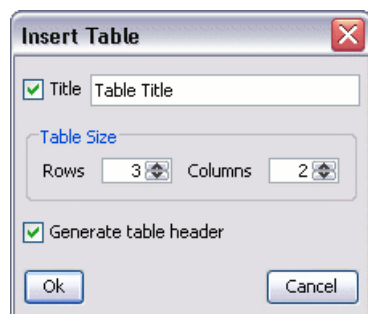 Insert Table
Title Table Title
Table Size
Rows 3 Columns 2
Generate table header
Ok Cancel